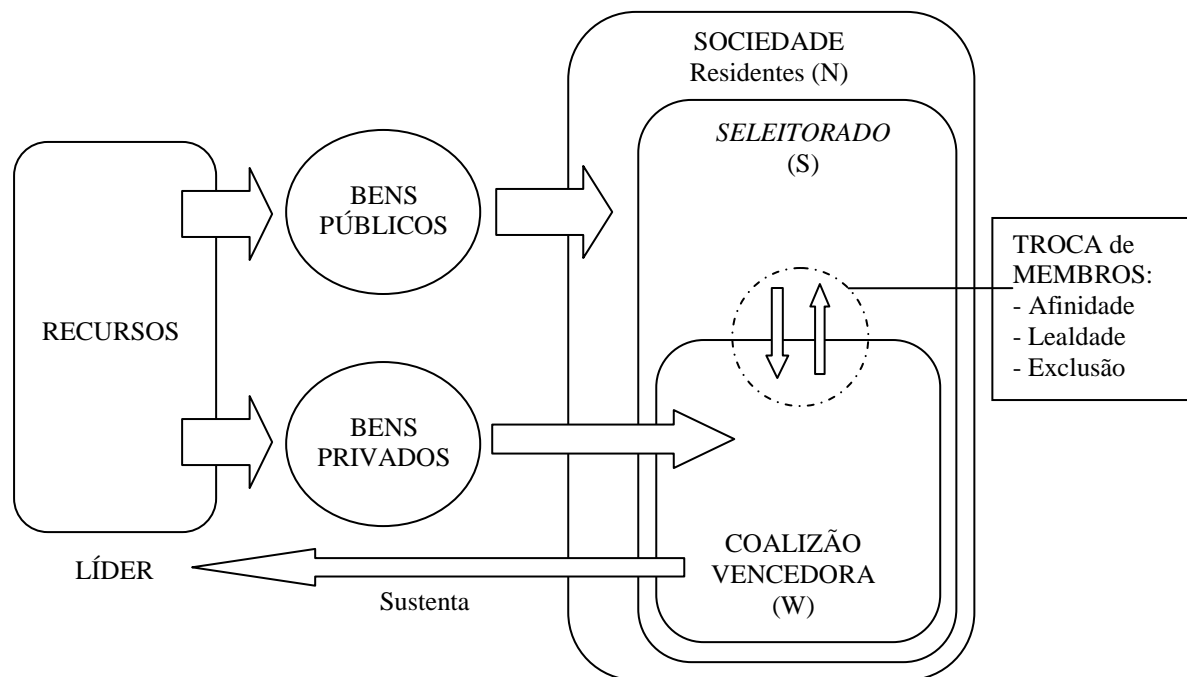 SOCIEDADE
Residentes (N)
SELEITORADO
(S)
BENS
PÚBLICOS
TROCA de
MEMBROS:
- Afinidade
- Lealdade
- Exclusão
RECURSOS
BENS
PRIVADOS
COALIZÃO
VENCEDORA
(W)
LÍDER
Sustenta